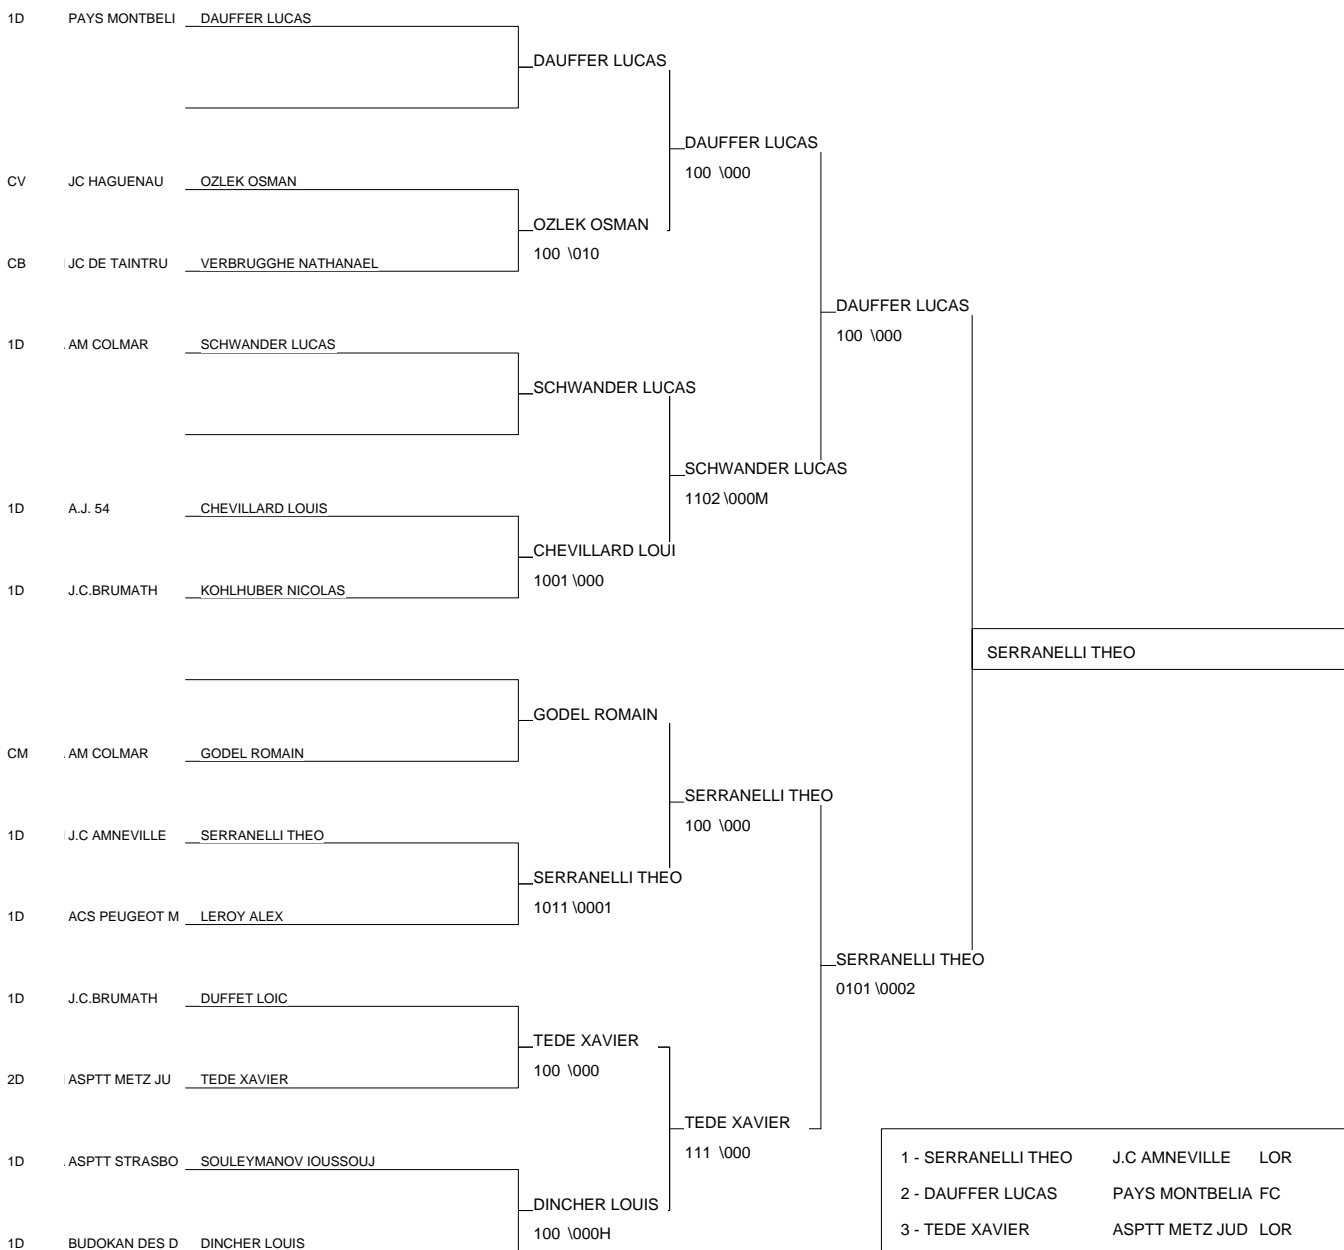 1D PAYS MONTBELI DAUFFER LUCAS
DAUFFER LUCAS
DAUFFER LUCAS
100 \000
CV JC HAGUENAU OZLEK OSMAN
OZLEK OSMAN
100 \010
CB JC DE TAINTRU VERBRUGGHE NATHANAEL
DAUFFER LUCAS
100 \000
1D AM COLMAR SCHWANDER LUCAS
SCHWANDER LUCAS
SCHWANDER LUCAS
1102 \000M
1D A.J. 54 CHEVILLARD LOUIS
CHEVILLARD LOUI
1001 \000
1D J.C.BRUMATH KOHLHUBER NICOLAS
SERRANELLI THEO
GODEL ROMAIN
CM AM COLMAR GODEL ROMAIN
SERRANELLI THEO
100 \000
1D J.C AMNEVILLE SERRANELLI THEO
SERRANELLI THEO
1011 \0001
1D ACS PEUGEOT M LEROY ALEX
SERRANELLI THEO
0101 \0002
1D J.C.BRUMATH DUFFET LOIC
TEDE XAVIER
100 \000
2D ASPTT METZ JU TEDE XAVIER
TEDE XAVIER
111 \000
1D ASPTT STRASBO SOULEYMANOV IOUSSOUJ
DINCHER LOUIS
100 \000H
1D BUDOKAN DES D DINCHER LOUIS
1 - SERRANELLI THEO J.C AMNEVILLE LOR
2 - DAUFFER LUCAS PAYS MONTBELIA FC
3 - TEDE XAVIER ASPTT METZ JUD LOR